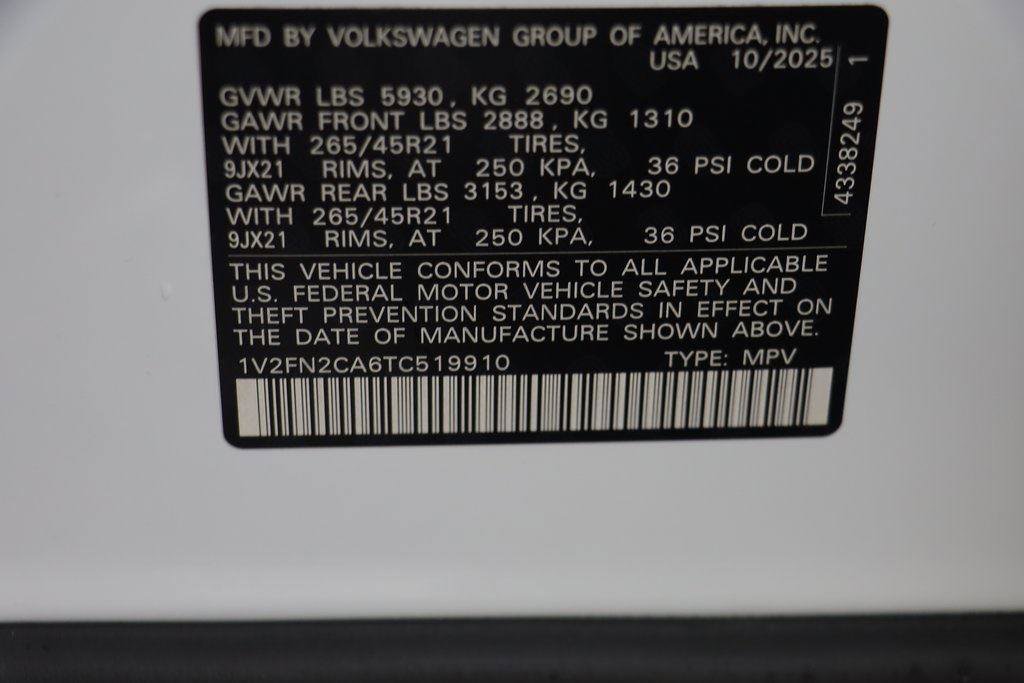 MFD BY VOLKSWAGEN GROUP OF AMERICA, INC.
USA 10/2025
GVWR LBS 5930, KG 2690
GAWR FRONT LBS 2888, KG 1310
WITH 265/45R21 TIRES,
9JX21 RIMS, AT 250 KPA, 36 PSI COLD
GAWR REAR LBS 3153, KG 1430
WITH 265/45R21 TIRES,
9JX21 RIMS, AT 250 KPA, 36 PSI COLD
THIS VEHICLE CONFORMS TO ALL APPLICABLE
U.S. FEDERAL MOTOR VEHICLE SAFETY AND
THEFT PREVENTION STANDARDS IN EFFECT ON
THE DATE OF MANUFACTURE SHOWN ABOVE.
1V2FN2CA6TC519910 TYPE: MPV
4338249 1